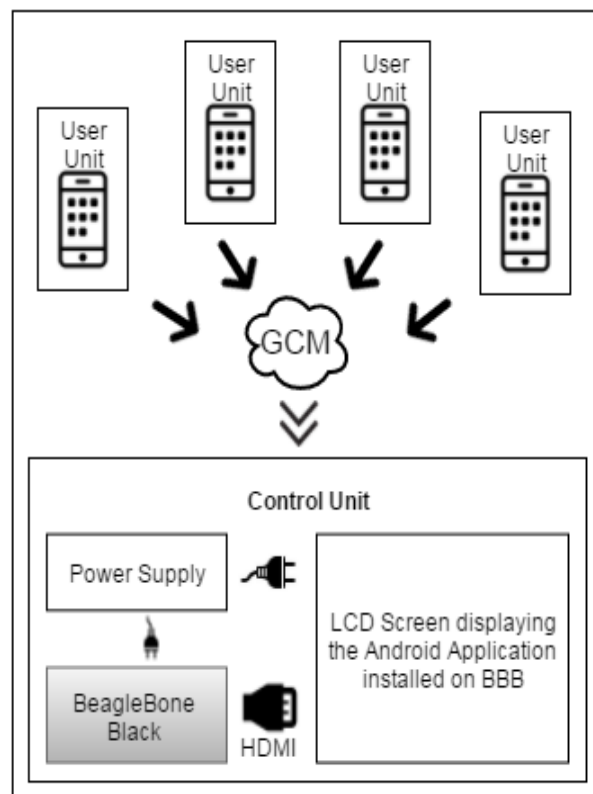 User
Unit
User
Unit
User
Unit
User
Unit
GCM
Control Unit
Power Supply
LCD Screen displaying
the Android Application
installed on BBB
BeagleBone
Black
HDMI